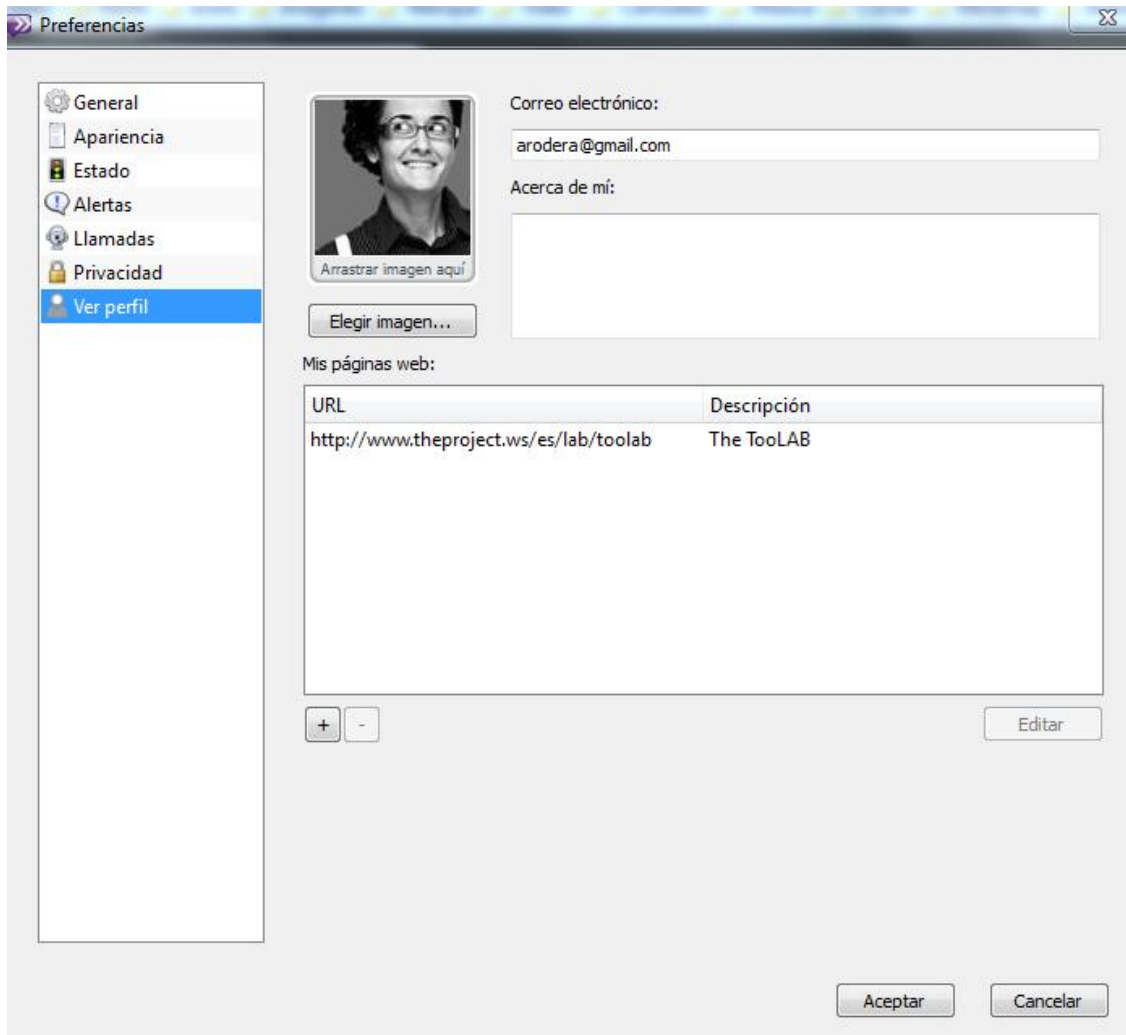 Preferencias
General
Apariencia
Estado
Alertas
Llamadas
Privacidad
Ver perfil
Arrastrar imagen aquí
Elegir imagen...
Correo electrónico:
arodera@gmail.com
Acerca de mí:
Mis páginas web:
URL Descripción
http://www.theproject.ws/es/lab/toolab The TooLAB
+ -
Editar
Aceptar Cancelar